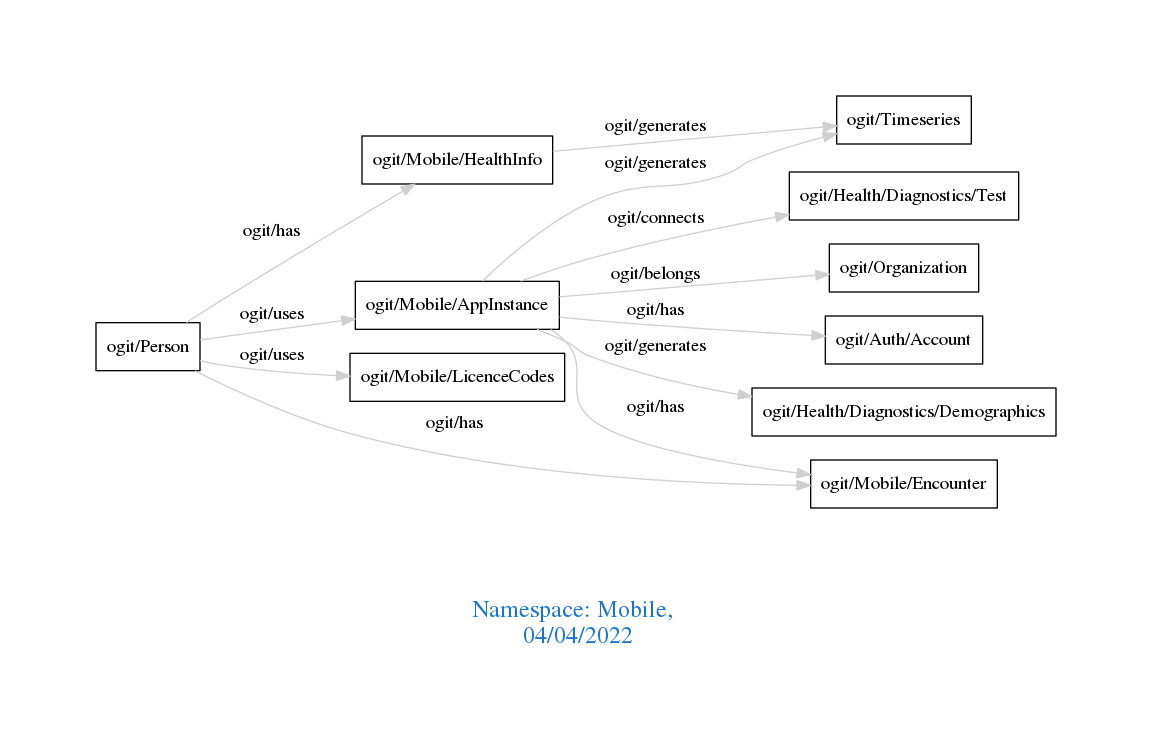 ogit/Timeseries
ogit/generates
ogit/Mobile/HealthInfo
ogit/generates
ogit/Health/Diagnostics/Test
ogit/connects
ogit/has
ogit/Organization
ogit/belongs
ogit/Mobile/AppInstance
ogit/has
ogit/uses
ogit/Auth/Account
ogit/Person
ogit/generates
ogit/uses
ogit/Mobile/LicenceCodes
ogit/has
ogit/Health/Diagnostics/Demographics
ogit/has
ogit/Mobile/Encounter
Namespace: Mobile,
04/04/2022